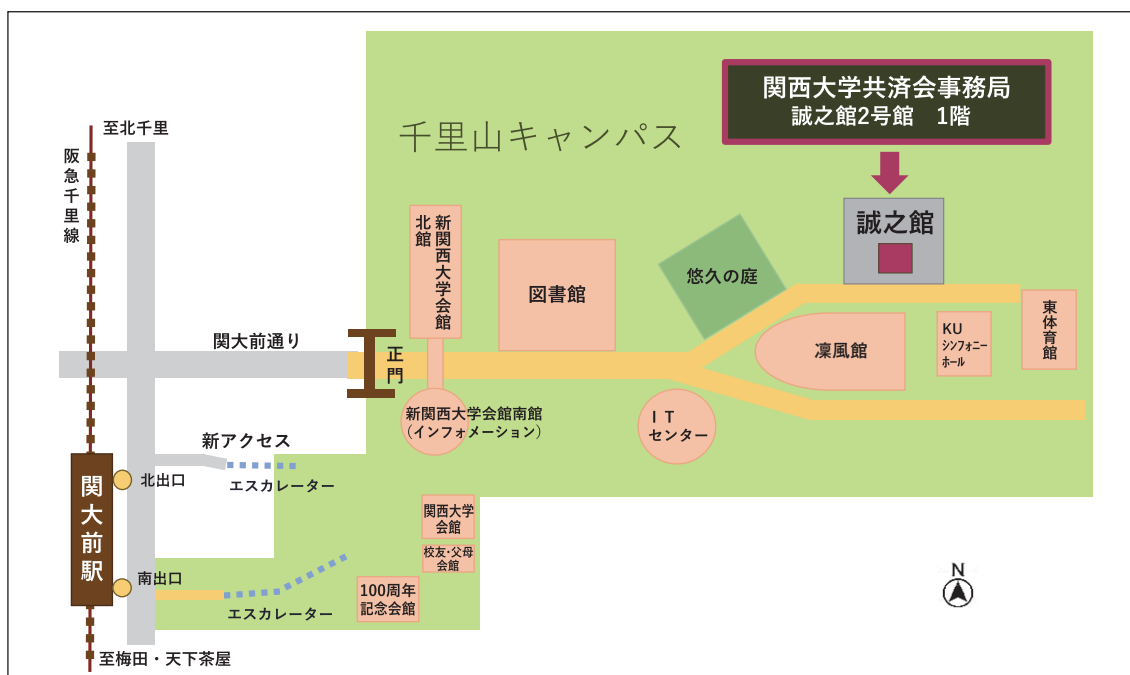 関西大学共済会事務局
誠之館2号館　1階
千里山キャンパス
至北千里
阪急千里線
新関西大学会館
北館
図書館
悠久の庭
誠之館
関大前通り
正門
凜風館
KU
シンフォニー
ホール
東体育館
新関西大学会館南館
（インフォメーション）
ＩＴ
センター
新アクセス
エスカレーター
北出口
関大前駅
関西大学
会館
校友・父母
会館
南出口
エスカレーター
100周年
記念会館
N
至梅田・天下茶屋